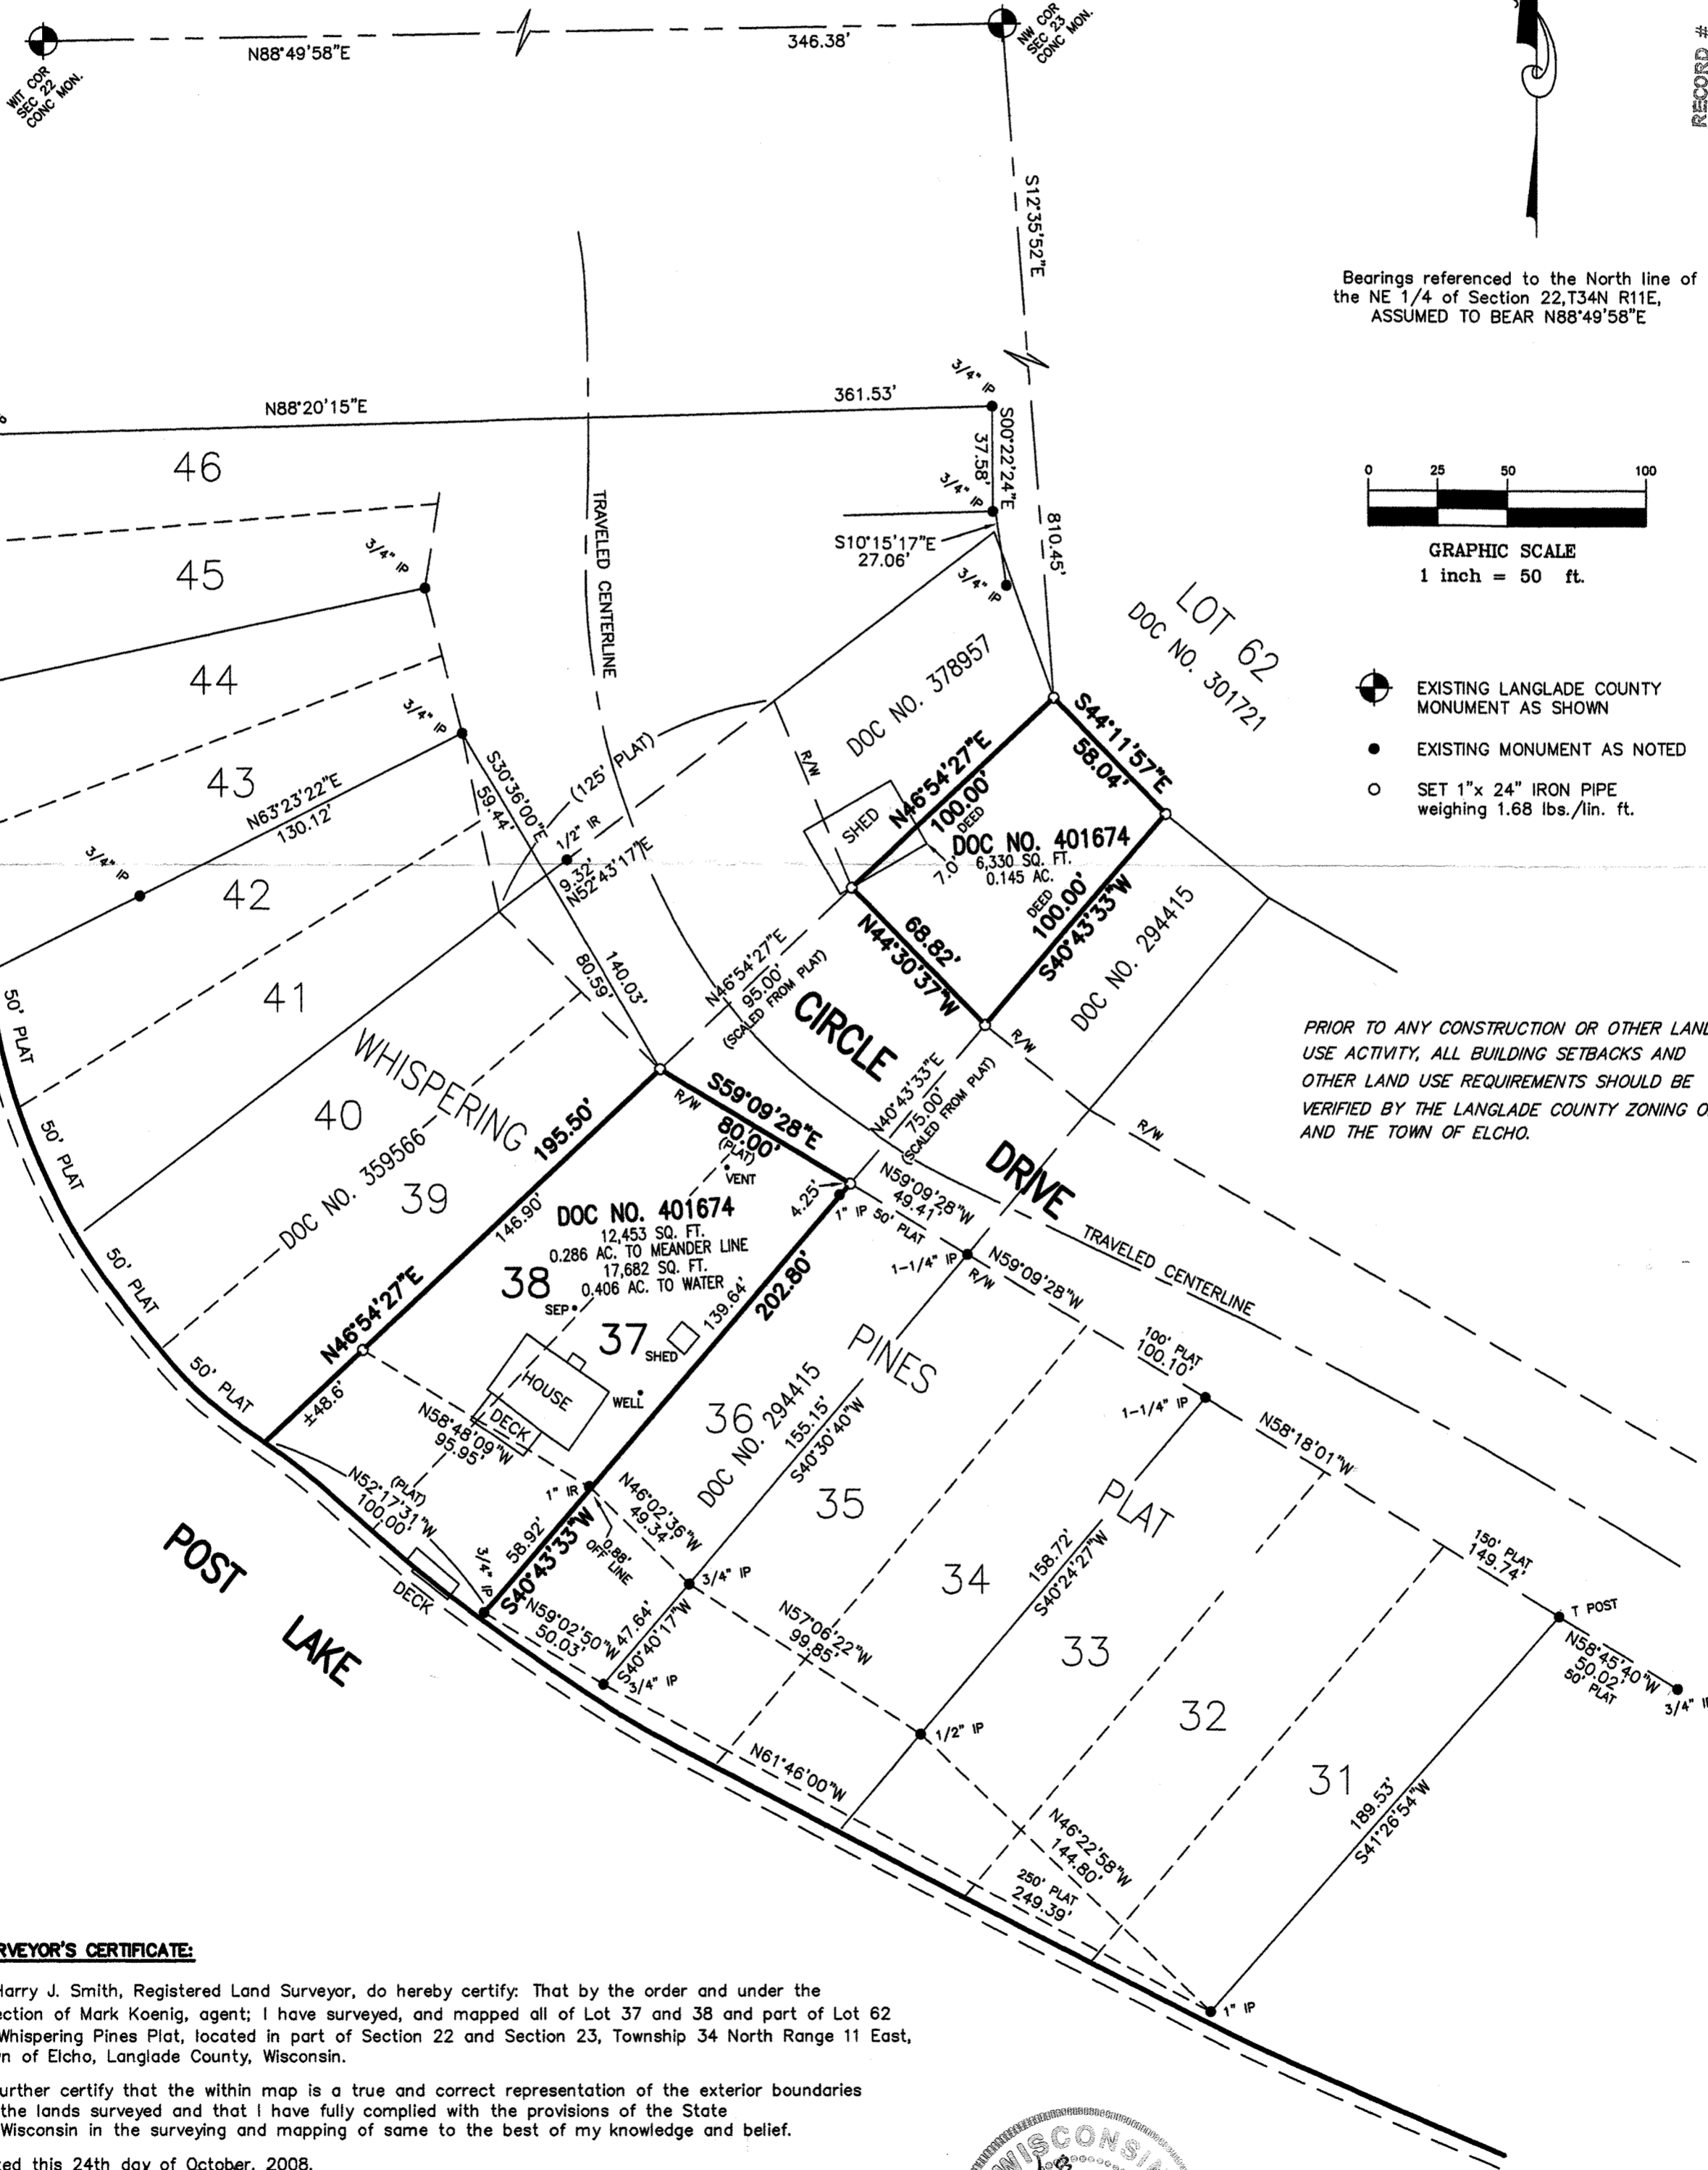 WIT COR
SEC 22
CONC MON.
N88°49'58"E
346.38'
NW COR
SEC 23
CONC MON.
RECORD #
S12°35'52"E
Bearings referenced to the North line of
the NE 1/4 of Section 22,T34N R11E,
ASSUMED TO BEAR N88°49'58"E
N88°20'15"E
361.53'
3/4" IP
S00°22'24"E
37.58'
3/4" IP
46
TRAVELED CENTERLINE
S10°15'17"E
27.06'
3/4" IP
810.45'
0 25 50 100
GRAPHIC SCALE
1 inch = 50 ft.
45
3/4" IP
LOT 62
DOC NO. 301721
44
DOC NO. 378957
EXISTING LANGLADE COUNTY
MONUMENT AS SHOWN
EXISTING MONUMENT AS NOTED
SET 1"x 24" IRON PIPE
weighing 1.68 lbs./lin. ft.
3/4" IP
43
S30°36'00"E
59.44'
(125' PLAT)
R/W
S44°11'57"E
58.04'
N46°54'27"E
100.00'
DEED
SHED
DOC NO. 401674
6,330 SQ. FT.
0.145 AC.
7.0'
N63°23'22"E
130.12'
3/4" IP
1/2" IR
9.32'
N52°43'17"E
42
DEED
100.00'
S40°43'33"W
68.82'
N44°30'37"W
DOC NO. 294415
41
140.03'
80.59'
N46°54'27"E
95.00'
(SCALED FROM PLAT)
CIRCLE
R/W
50' PLAT
PRIOR TO ANY CONSTRUCTION OR OTHER LAND
USE ACTIVITY, ALL BUILDING SETBACKS AND
OTHER LAND USE REQUIREMENTS SHOULD BE
VERIFIED BY THE LANGLADE COUNTY ZONING O
AND THE TOWN OF ELCHO.
WHISPERING
40
N40°43'33"E
75.00'
(SCALED FROM PLAT)
R/W
S59°09'28"E
R/W
80.00'
(PLAT)
VENT
195.50'
50' PLAT
DOC NO. 359566
39
DRIVE
146.90'
DOC NO. 401674
12,453 SQ. FT.
0.286 AC. TO MEANDER LINE
17,682 SQ. FT.
0.406 AC. TO WATER
4.25'
1" IP
50' PLAT
N59°09'28"W
49.41'
TRAVELED CENTERLINE
1-1/4" IP
R/W
N59°09'28"W
50' PLAT
38
SEP
37
SHED
139.64'
202.80'
N46°54'27"E
PINES
100' PLAT
100.10'
50' PLAT
HOUSE
WELL
DECK
±48.6'
N58°48'09"W
95.95'
36
DOC NO. 294415
155.15'
S40°30'40"W
1-1/4" IP
N58°18'01"W
(PLAT)
N52°17'31"W
100.00'
1" IR
N46°02'36"W
49.34'
35
PLAT
POST
LAKE
DECK
3/4" IP
58.92'
S40°43'33"W
0.88'
OFF LINE
3/4" IP
34
158.72'
S40°24'27"W
150' PLAT
149.74'
T POST
N59°02'50"W
50.03'
47.64'
S40°40'17"W
3/4" IP
N57°06'22"W
99.85'
33
N58°45'40"W
50.02'
50' PLAT
3/4" I
32
1/2" IP
N61°46'00"W
31
189.53'
S41°26'54"W
N46°22'58"W
144.80'
250' PLAT
249.39'
1" IP
RVEYOR'S CERTIFICATE:
Harry J. Smith, Registered Land Surveyor, do hereby certify: That by the order and under the
ection of Mark Koenig, agent; I have surveyed, and mapped all of Lot 37 and 38 and part of Lot 62
Whispering Pines Plat, located in part of Section 22 and Section 23, Township 34 North Range 11 East,
n of Elcho, Langlade County, Wisconsin.
urther certify that the within map is a true and correct representation of the exterior boundaries
the lands surveyed and that I have fully complied with the provisions of the State
Wisconsin in the surveying and mapping of same to the best of my knowledge and belief.
ted this 24th day of October, 2008.
WISCONSIN